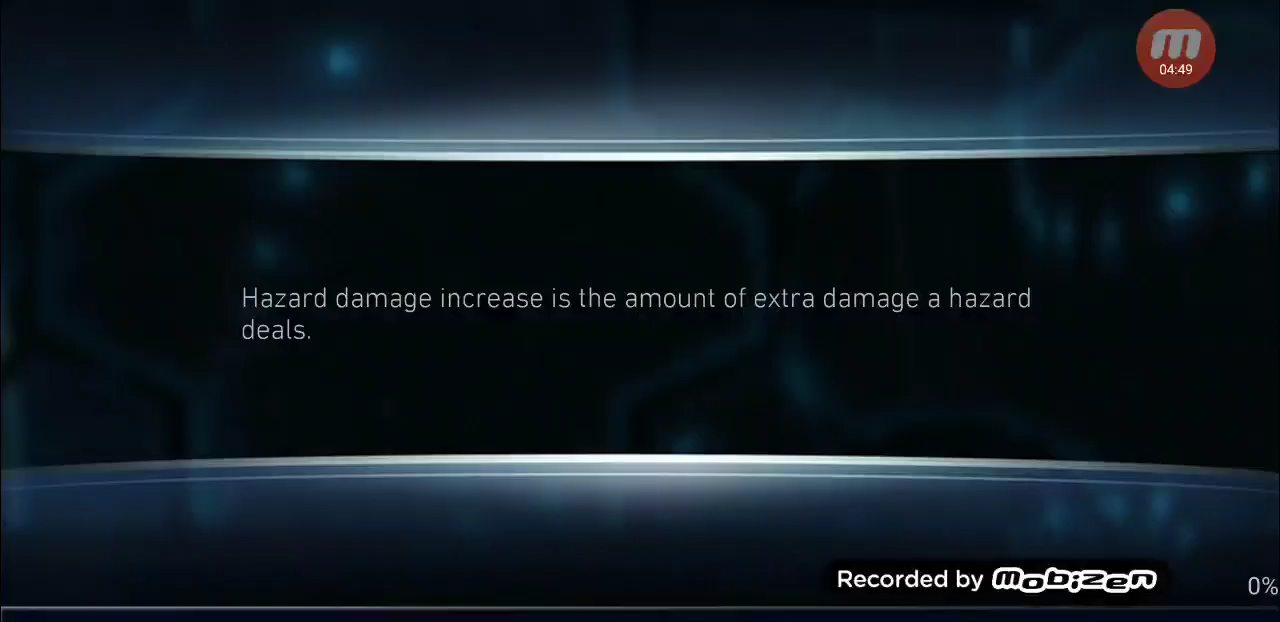 04:49
Hazard damage increase is the amount of extra damage a hazard
deals.
Recorded by mobizen
0%